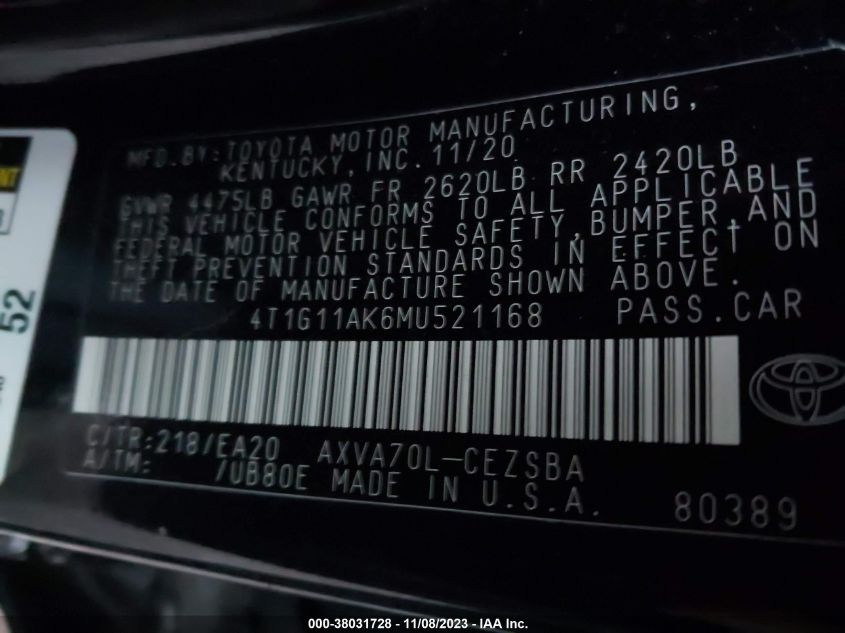 MFD.BY:TOYOTA MOTOR MANUFACTURING,
KENTUCKY,INC.11/20
GVWR 4475LB GAWR FR 2620LB RR 2420LB
THIS VEHICLE CONFORMS TO ALL APPLICABLE
FEDERAL MOTOR VEHICLE SAFETY,BUMPER,AND
THEFT PREVENTION STANDARDS IN EFFECT ON
THE DATE OF MANUFACTURE SHOWN ABOVE.
4T1G11AK6MU521168 PASS.CAR
52
C/TR:218/EA20 AXVA70L-CEZSBA
A/TM: /UB80E MADE IN U.S.A. 80389
000-38031728 - 11/08/2023 - IAA Inc.